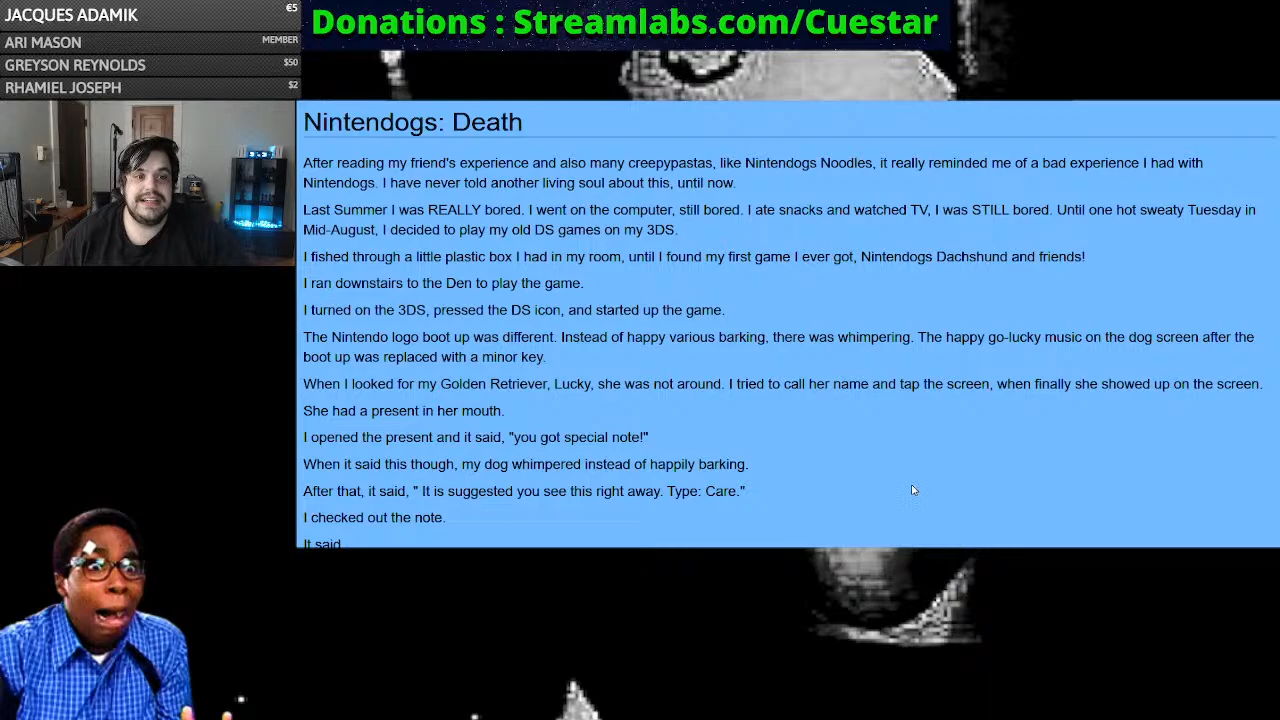 JACQUES ADAMIK €5
ARI MASON MEMBER
GREYSON REYNOLDS $50
RHAMIEL JOSEPH $2
Donations : Streamlabs.com/Cuestar
Nintendogs: Death
After reading my friend's experience and also many creepypastas, like Nintendogs Noodles, it really reminded me of a bad experience I had with
Nintendogs. I have never told another living soul about this, until now.
Last Summer I was REALLY bored. I went on the computer, still bored. I ate snacks and watched TV, I was STILL bored. Until one hot sweaty Tuesday in
Mid-August, I decided to play my old DS games on my 3DS.
I fished through a little plastic box I had in my room, until I found my first game I ever got, Nintendogs Dachshund and friends!
I ran downstairs to the Den to play the game.
I turned on the 3DS, pressed the DS icon, and started up the game.
The Nintendo logo boot up was different. Instead of happy various barking, there was whimpering. The happy go-lucky music on the dog screen after the
boot up was replaced with a minor key.
When I looked for my Golden Retriever, Lucky, she was not around. I tried to call her name and tap the screen, when finally she showed up on the screen.
She had a present in her mouth.
I opened the present and it said, "you got special note!"
When it said this though, my dog whimpered instead of happily barking.
After that, it said, " It is suggested you see this right away. Type: Care."
I checked out the note.
It said